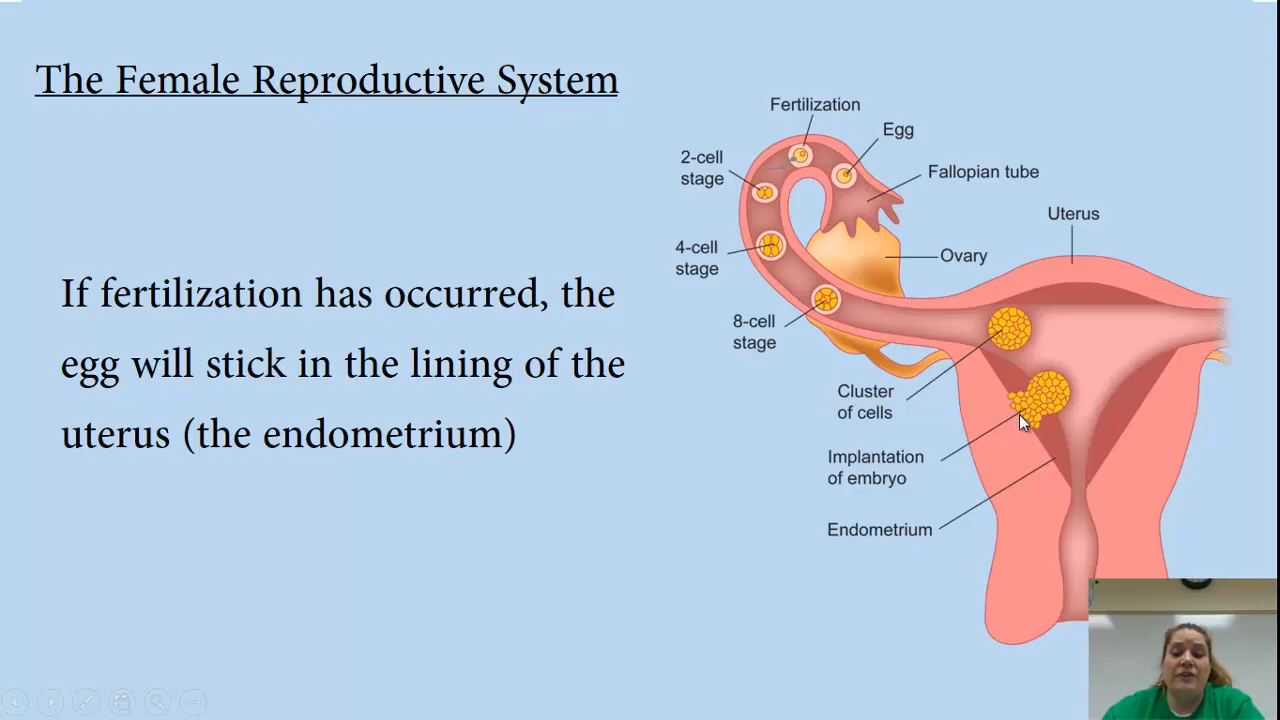 The Female Reproductive System
If fertilization has occurred, the
egg will stick in the lining of the
uterus (the endometrium)
Fertilization
Egg
2-cell
stage
Fallopian tube
Uterus
4-cell
stage
Ovary
8-cell
stage
Cluster
of cells
Implantation
of embryo
Endometrium